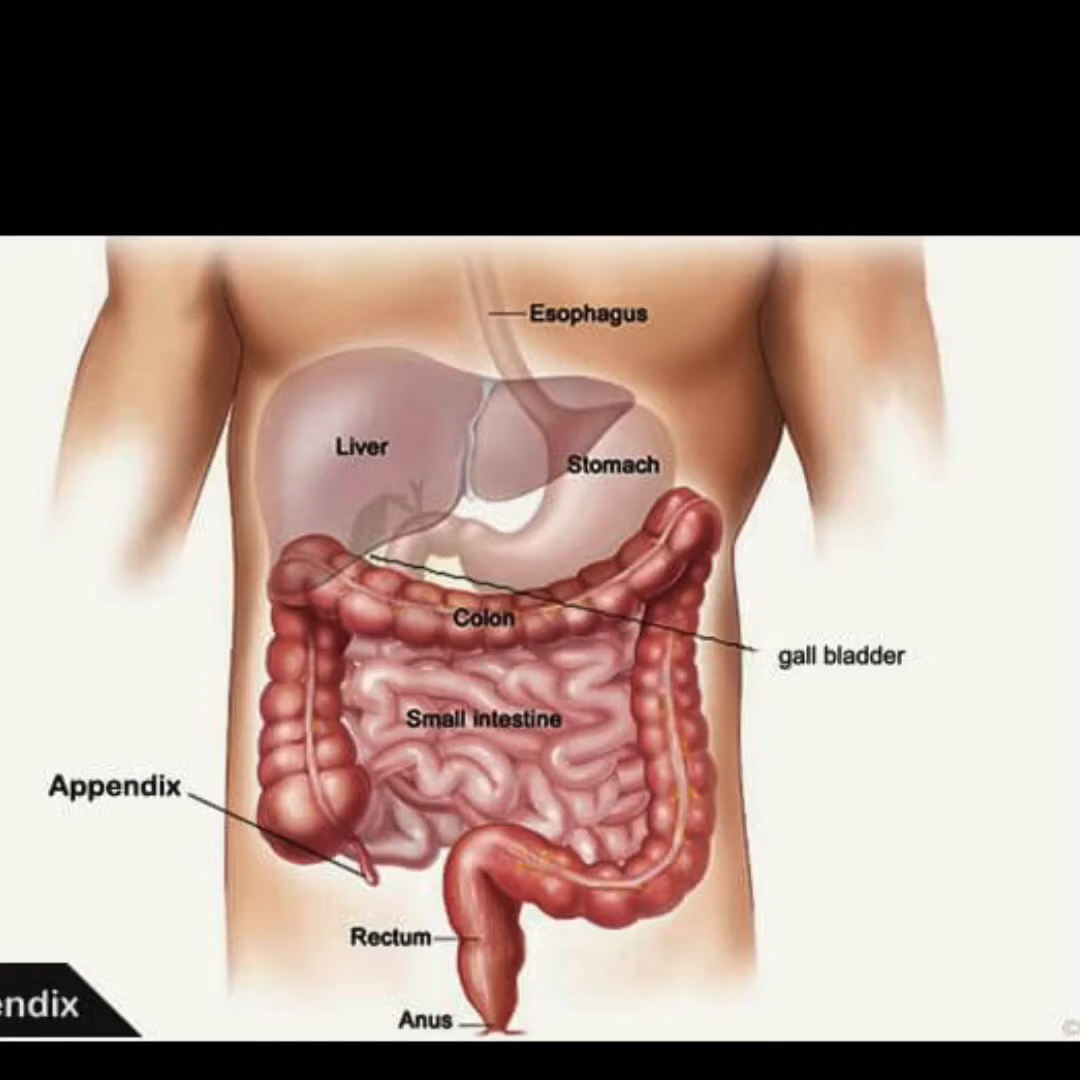 Esophagus
Liver
Stomach
Colon
gall bladder
Small intestine
Appendix
Rectum
endix
Anus
©